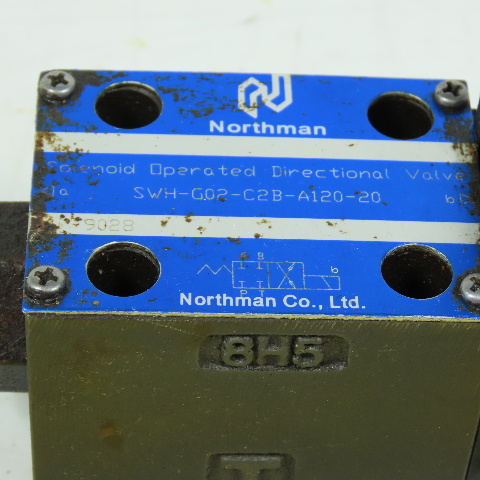 Northman
Solenoid Operated Directional Valve
a SWH-G02-C2B-A120-20 b
9028
P B
b
P T
Northman Co., Ltd.
8H5
T